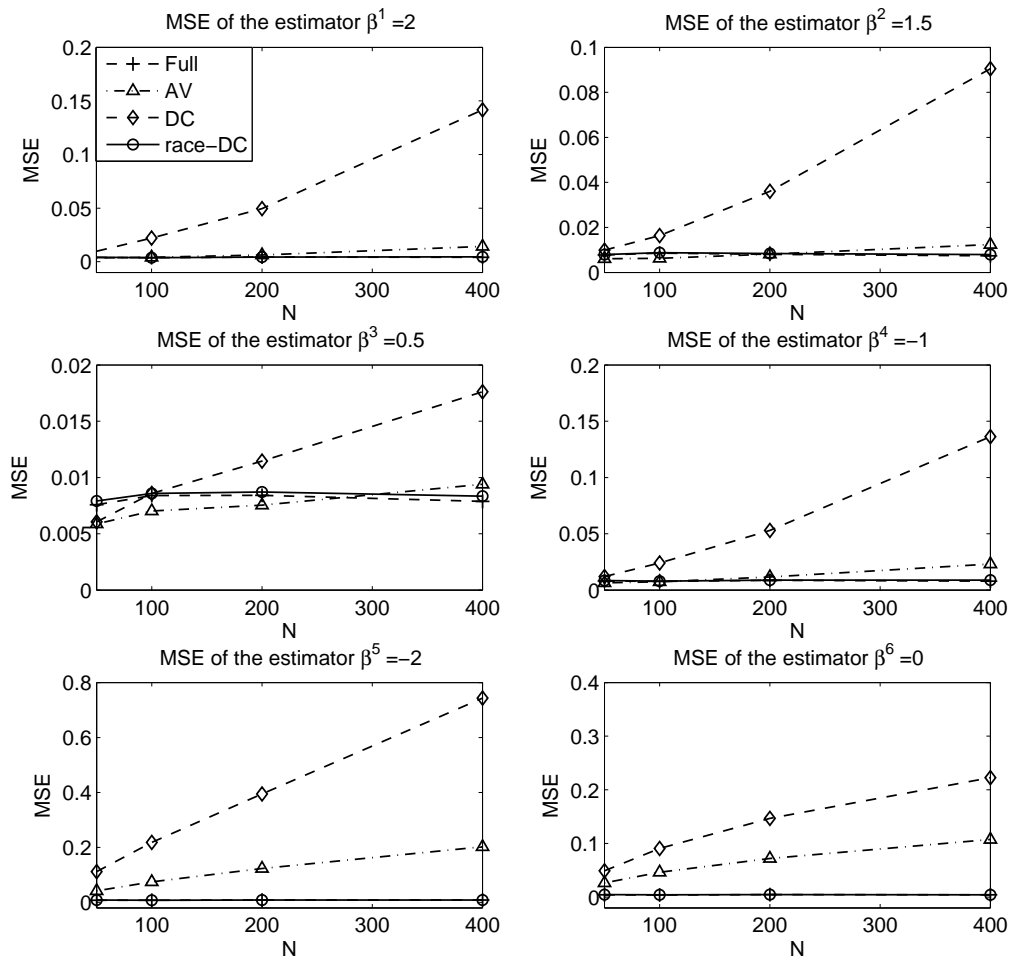 MSE of the estimator β¹ =2
0.2
0.15
0.1
0.05
0
MSE
Full
AV
DC
race−DC
100 200 300 400
N
MSE of the estimator β² =1.5
0.1
0.08
0.06
0.04
0.02
0
MSE
100 200 300 400
N
MSE of the estimator β³ =0.5
0.02
0.015
0.01
0.005
0
MSE
100 200 300 400
N
MSE of the estimator β⁴ =−1
0.2
0.15
0.1
0.05
0
MSE
100 200 300 400
N
MSE of the estimator β⁵ =−2
0.8
0.6
0.4
0.2
0
MSE
100 200 300 400
N
MSE of the estimator β⁶ =0
0.4
0.3
0.2
0.1
0
MSE
100 200 300 400
N